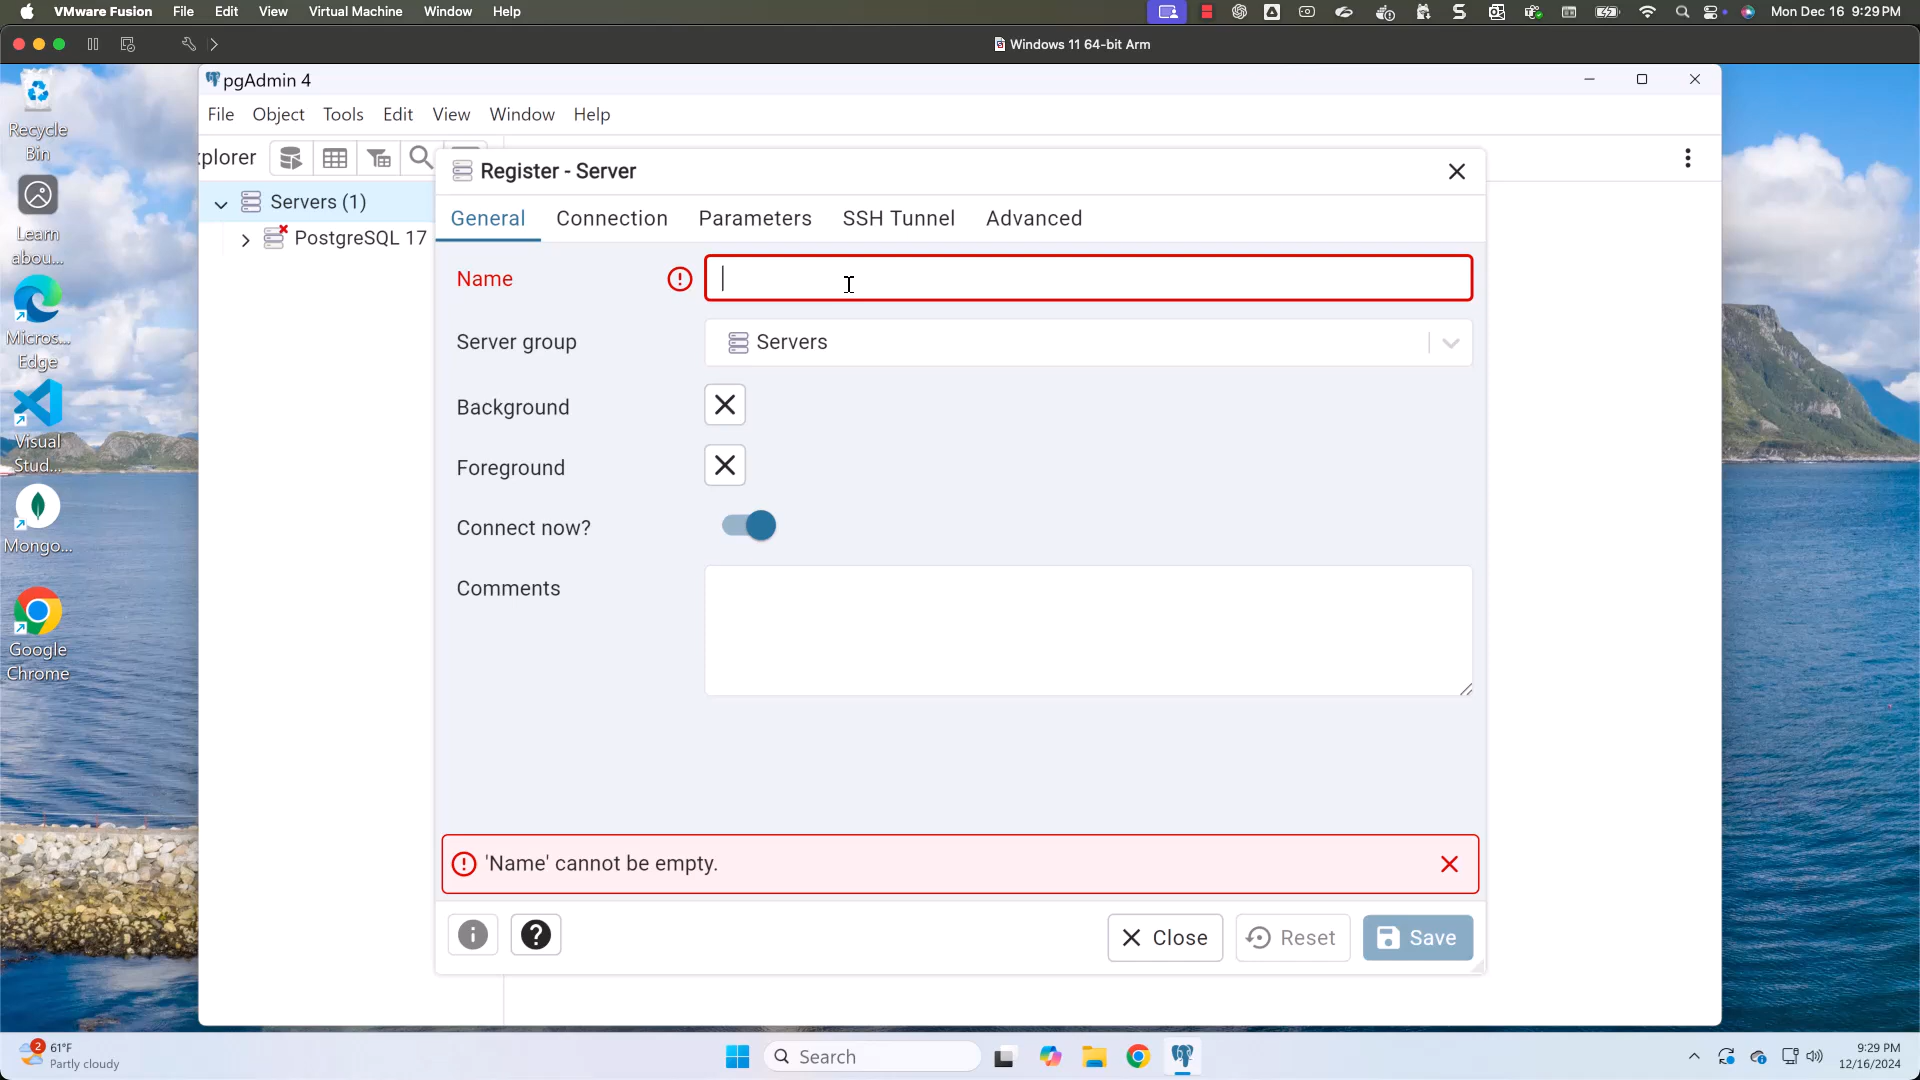 VMware Fusion File Edit View Virtual Machine Window Help
Mon Dec 16 9:29 PM
Windows 11 64-bit Arm
Recycle
Bin
Learn
abou...
Micros...
Edge
Visual
Stud...
Mongo...
Google
Chrome
pgAdmin 4
File Object Tools Edit View Window Help
plorer
Servers (1)
PostgreSQL 17
Register - Server
General Connection Parameters SSH Tunnel Advanced
Name
Server group
Servers
Background
Foreground
Connect now?
Comments
'Name' cannot be empty.
Close
Reset
Save
2
61°F
Partly cloudy
Search
9:29 PM
12/16/2024